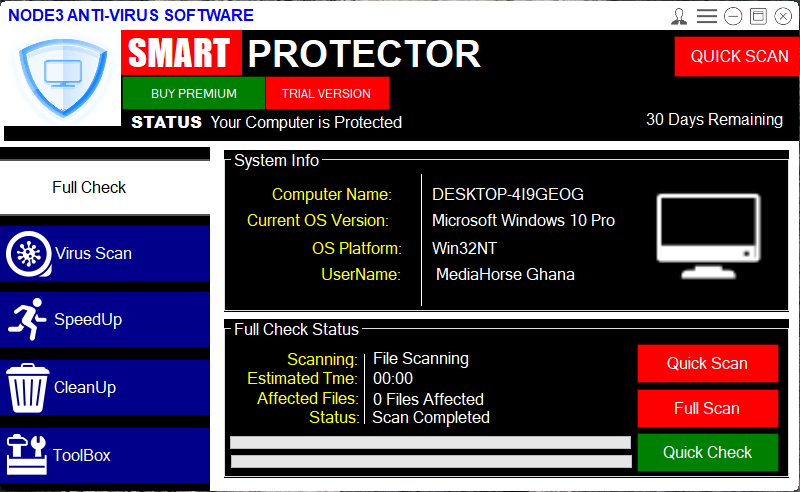 NODE3 ANTI-VIRUS SOFTWARE
SMART PROTECTOR
QUICK SCAN
BUY PREMIUM TRIAL VERSION
STATUS Your Computer is Protected
30 Days Remaining
Full Check
Virus Scan
SpeedUp
CleanUp
ToolBox
System Info
Computer Name: DESKTOP-4I9GEOG
Current OS Version: Microsoft Windows 10 Pro
OS Platform: Win32NT
UserName: MediaHorse Ghana
Full Check Status
Scanning: File Scanning
Estimated Tme: 00:00
Affected Files: 0 Files Affected
Status: Scan Completed
Quick Scan
Full Scan
Quick Check